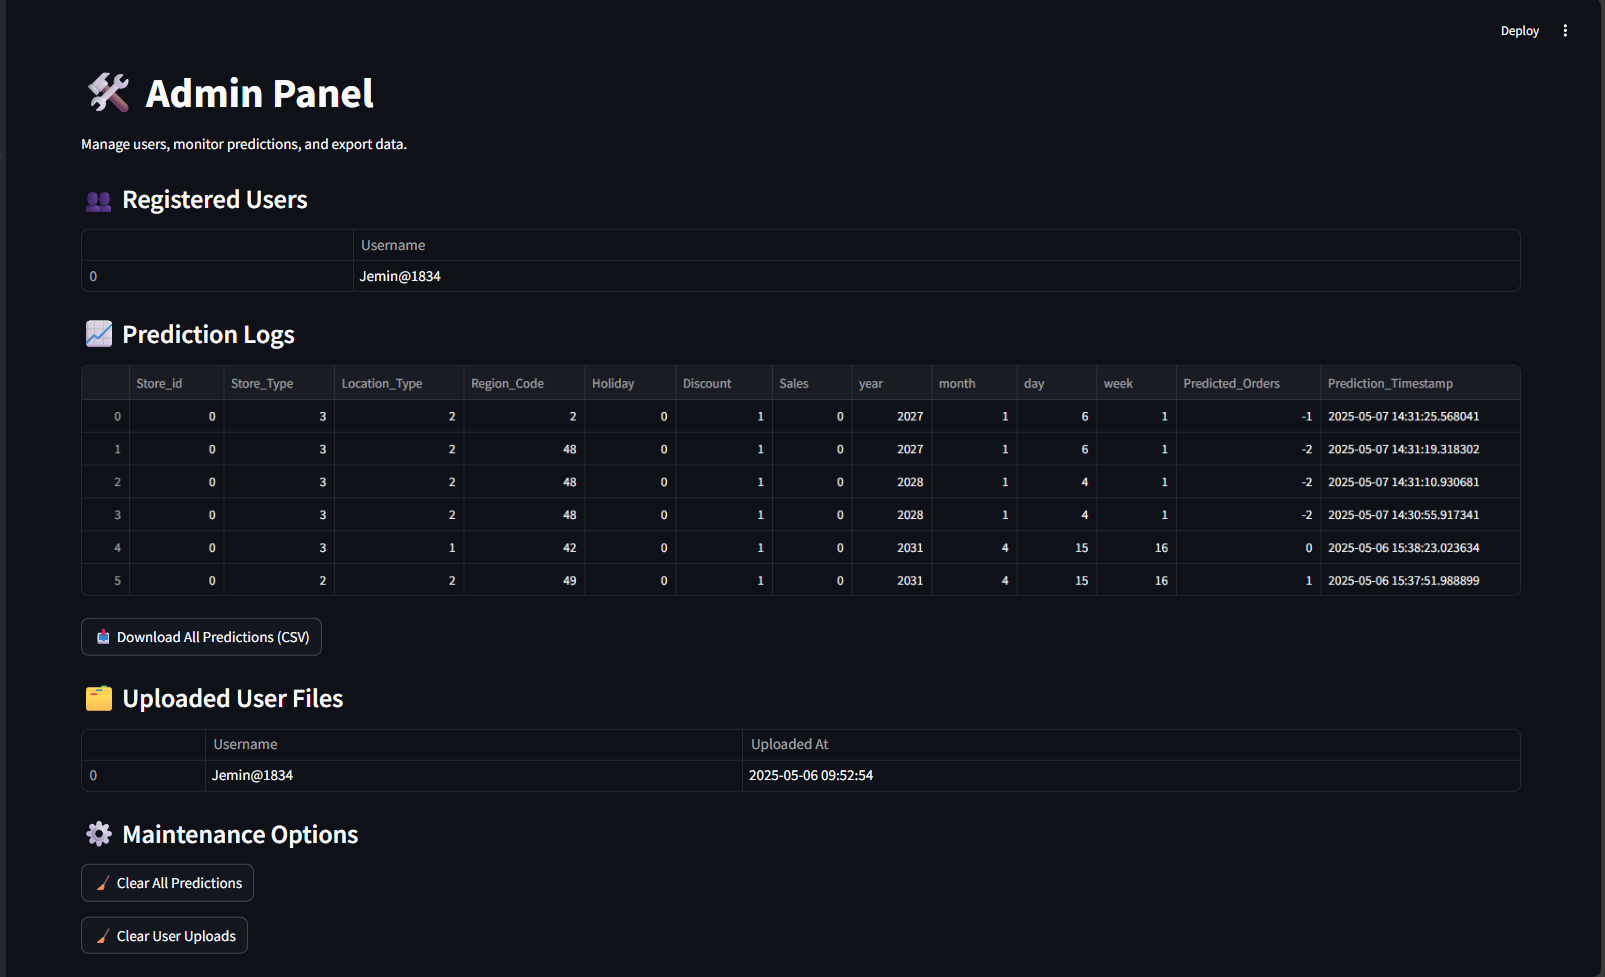 Deploy
Admin Panel
Manage users, monitor predictions, and export data.
Registered Users
Username
0 Jemin@1834
Prediction Logs
Store_id Store_Type Location_Type Region_Code Holiday Discount Sales year month day week Predicted_Orders Prediction_Timestamp
0 0 3 2 2 0 1 0 2027 1 6 1 -1 2025-05-07 14:31:25.568041
1 0 3 2 48 0 1 0 2027 1 6 1 -2 2025-05-07 14:31:19.318302
2 0 3 2 48 0 1 0 2028 1 4 1 -2 2025-05-07 14:31:10.930681
3 0 3 2 48 0 1 0 2028 1 4 1 -2 2025-05-07 14:30:55.917341
4 0 3 1 42 0 1 0 2031 4 15 16 0 2025-05-06 15:38:23.023634
5 0 2 2 49 0 1 0 2031 4 15 16 1 2025-05-06 15:37:51.988899
Download All Predictions (CSV)
Uploaded User Files
Username Uploaded At
0 Jemin@1834 2025-05-06 09:52:54
Maintenance Options
Clear All Predictions
Clear User Uploads